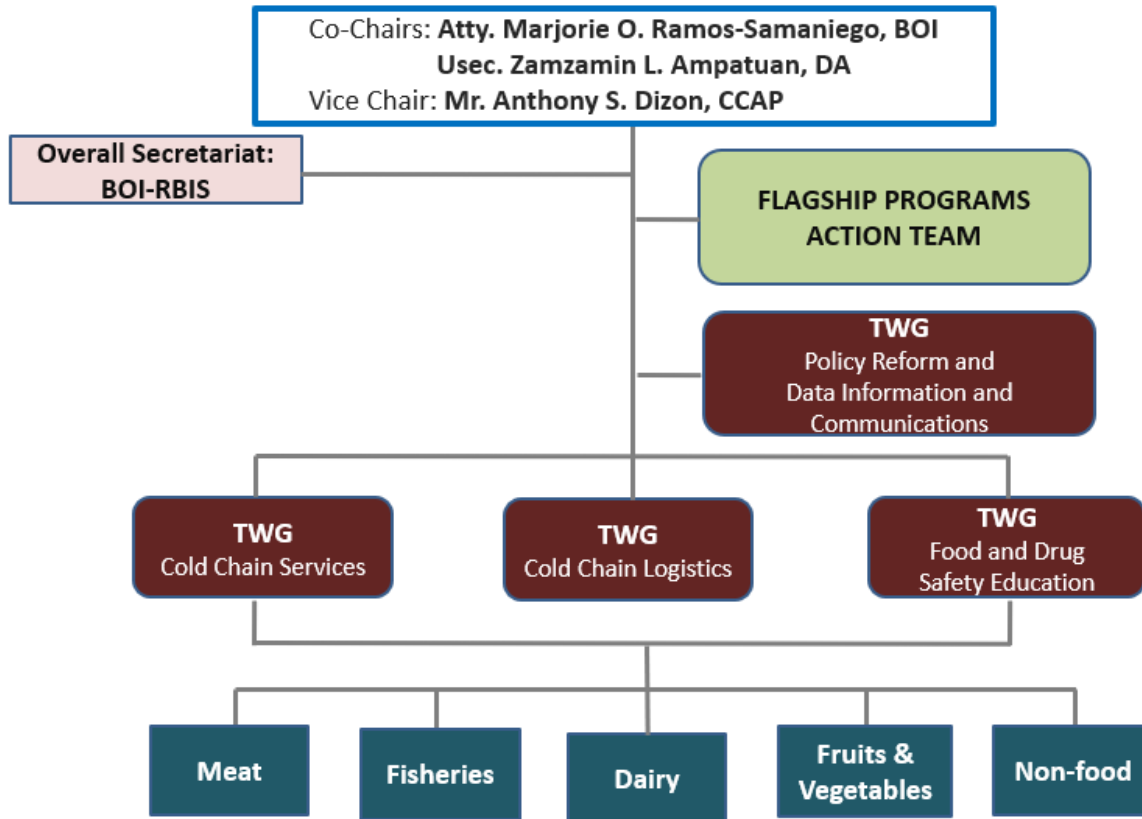 Co-Chairs: Atty. Marjorie O. Ramos-Samaniego, BOI
Usec. Zamzamin L. Ampatuan, DA
Vice Chair: Mr. Anthony S. Dizon, CCAP
Overall Secretariat:
BOI-RBIS
FLAGSHIP PROGRAMS
ACTION TEAM
TWG
Policy Reform and
Data Information and
Communications
TWG
Cold Chain Services
TWG
Cold Chain Logistics
TWG
Food and Drug
Safety Education
Meat
Fisheries
Dairy
Fruits &
Vegetables
Non-food